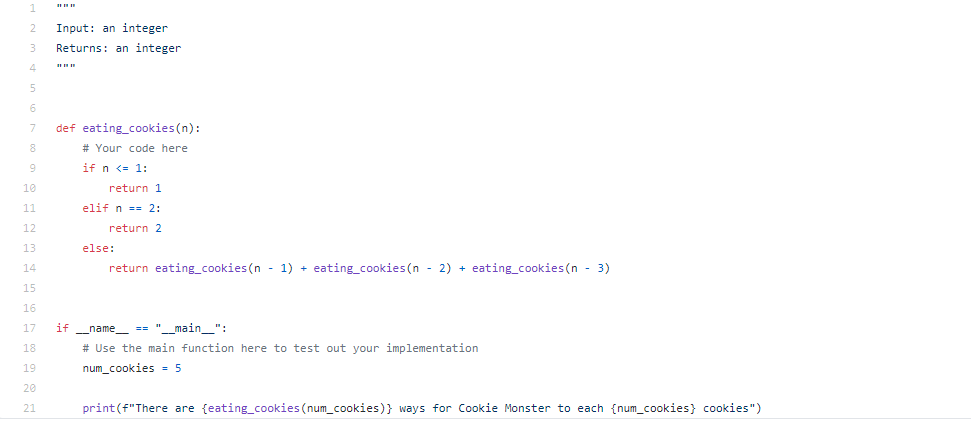 1 """
2 Input: an integer
3 Returns: an integer
4 """
5
6
7 def eating_cookies(n):
8     # Your code here
9     if n <= 1:
10         return 1
11     elif n == 2:
12         return 2
13     else:
14         return eating_cookies(n - 1) + eating_cookies(n - 2) + eating_cookies(n - 3)
15
16
17 if __name__ == "__main__":
18     # Use the main function here to test out your implementation
19     num_cookies = 5
20
21     print(f"There are {eating_cookies(num_cookies)} ways for Cookie Monster to each {num_cookies} cookies")